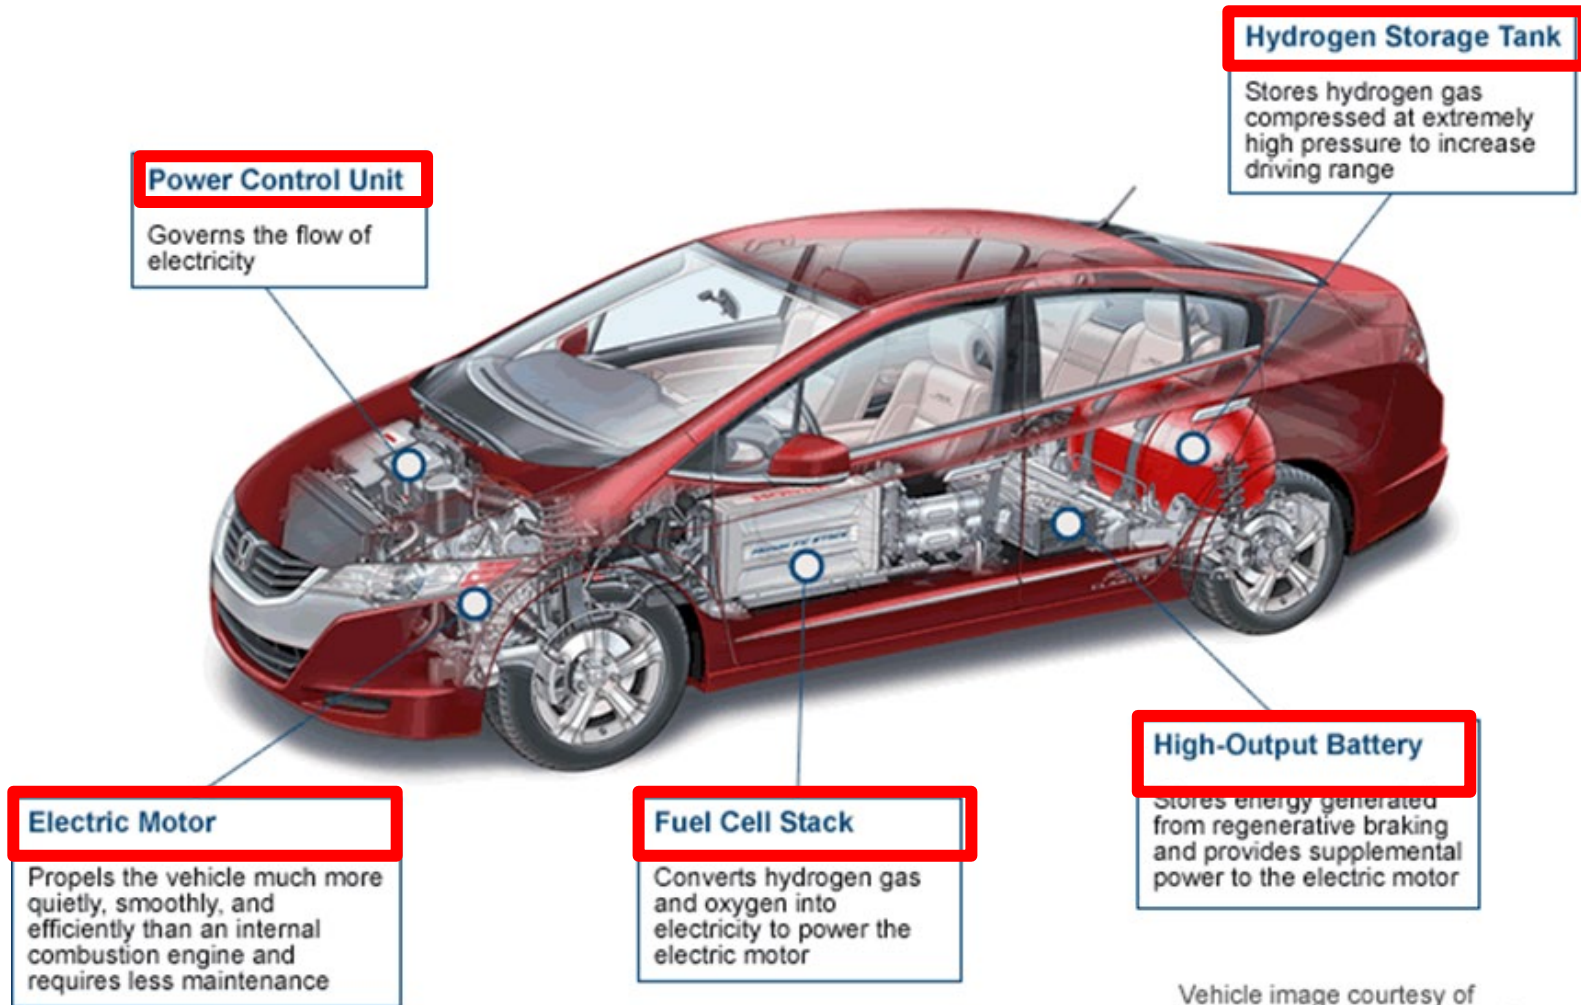 Hydrogen Storage Tank
Stores hydrogen gas
compressed at extremely
high pressure to increase
driving range
Power Control Unit
Governs the flow of
electricity
Electric Motor
Propels the vehicle much more
quietly, smoothly, and
efficiently than an internal
combustion engine and
requires less maintenance
Fuel Cell Stack
Converts hydrogen gas
and oxygen into
electricity to power the
electric motor
High-Output Battery
Stores energy generated
from regenerative braking
and provides supplemental
power to the electric motor
Vehicle image courtesy of